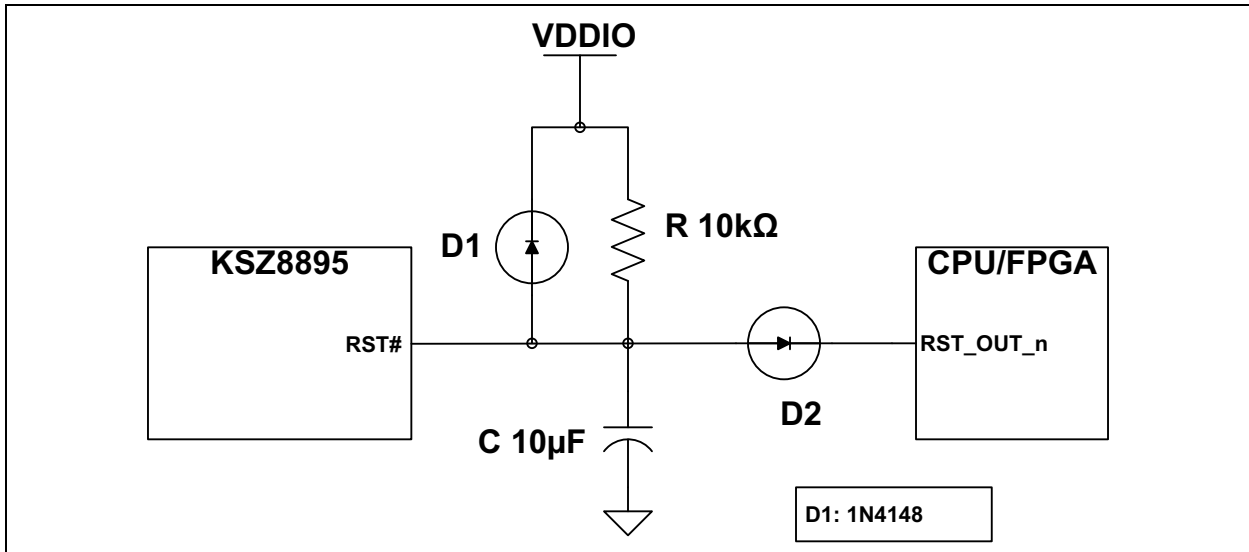 VDDIO
D1
R 10kΩ
KSZ8895
CPU/FPGA
RST#
RST_OUT_n
D2
C 10µF
D1: 1N4148